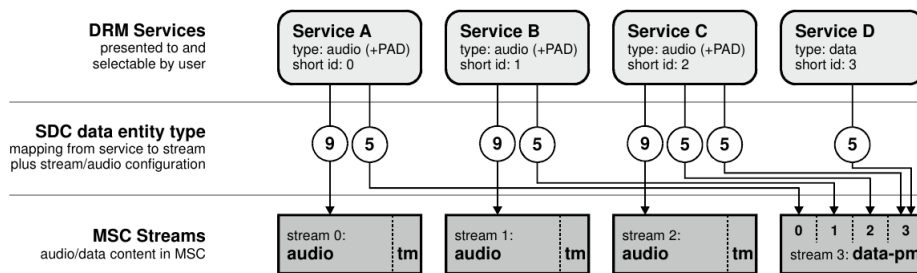 DRM Services
presented to and
selectable by user
Service A
type: audio (+PAD)
short id: 0
Service B
type: audio (+PAD)
short id: 1
Service C
type: audio (+PAD)
short id: 2
Service D
type: data
short id: 3
SDC data entity type
mapping from service to stream
plus stream/audio configuration
9 5 9 5 9 5 5 5
MSC Streams
audio/data content in MSC
stream 0:
audio tm
stream 1:
audio tm
stream 2:
audio tm
0 1 2 3
stream 3: data-pm